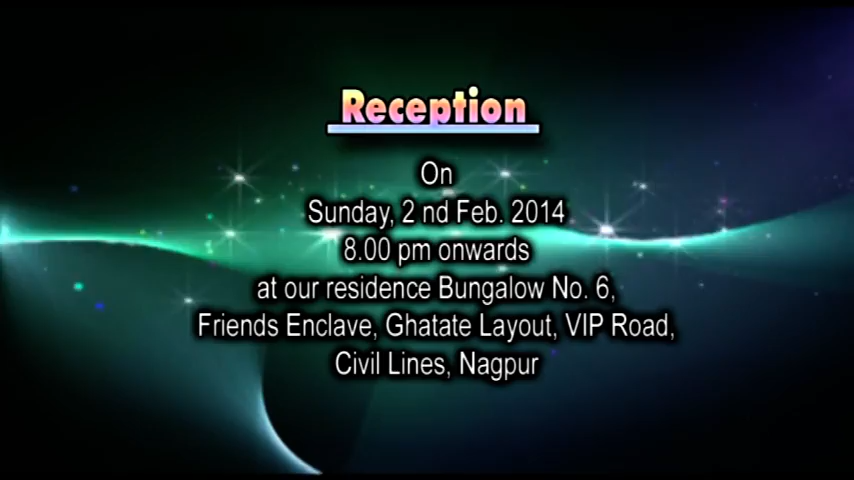 Reception
On
Sunday, 2 nd Feb. 2014
8.00 pm onwards
at our residence Bungalow No. 6,
Friends Enclave, Ghatate Layout, VIP Road,
Civil Lines, Nagpur